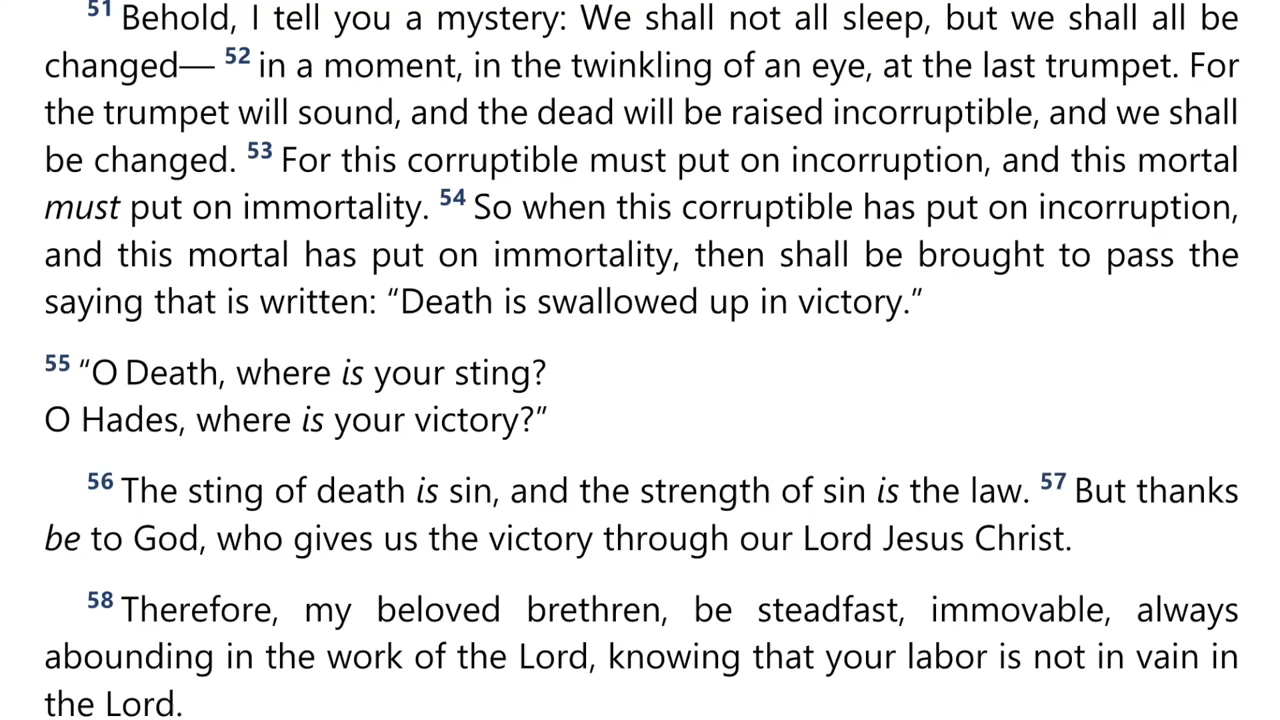 51 Behold, I tell you a mystery: We shall not all sleep, but we shall all be
changed— 52 in a moment, in the twinkling of an eye, at the last trumpet. For
the trumpet will sound, and the dead will be raised incorruptible, and we shall
be changed. 53 For this corruptible must put on incorruption, and this mortal
must put on immortality. 54 So when this corruptible has put on incorruption,
and this mortal has put on immortality, then shall be brought to pass the
saying that is written: “Death is swallowed up in victory.”
55 “O Death, where is your sting?
O Hades, where is your victory?”
56 The sting of death is sin, and the strength of sin is the law. 57 But thanks
be to God, who gives us the victory through our Lord Jesus Christ.
58 Therefore, my beloved brethren, be steadfast, immovable, always
abounding in the work of the Lord, knowing that your labor is not in vain in
the Lord.